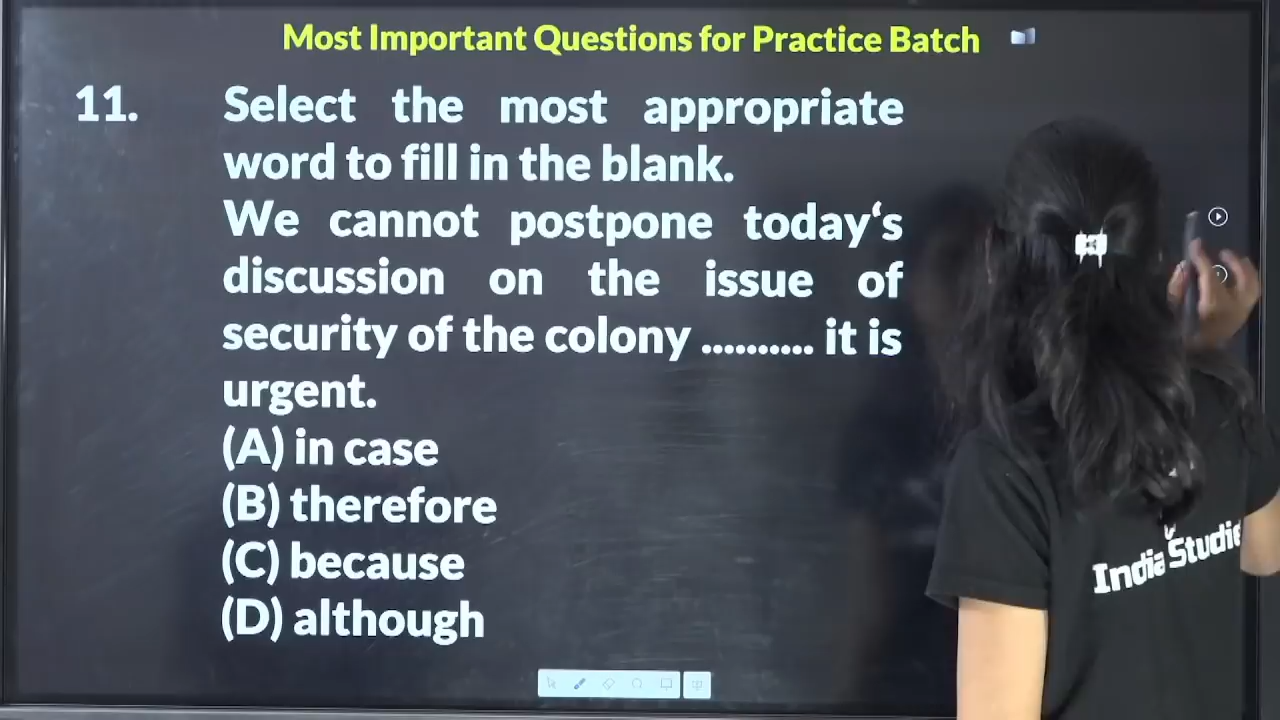 Most Important Questions for Practice Batch
11. Select the most appropriate
word to fill in the blank.
We cannot postpone today‘s
discussion on the issue of
security of the colony .......... it is
urgent.
(A) in case
(B) therefore
(C) because
(D) although
India Studie